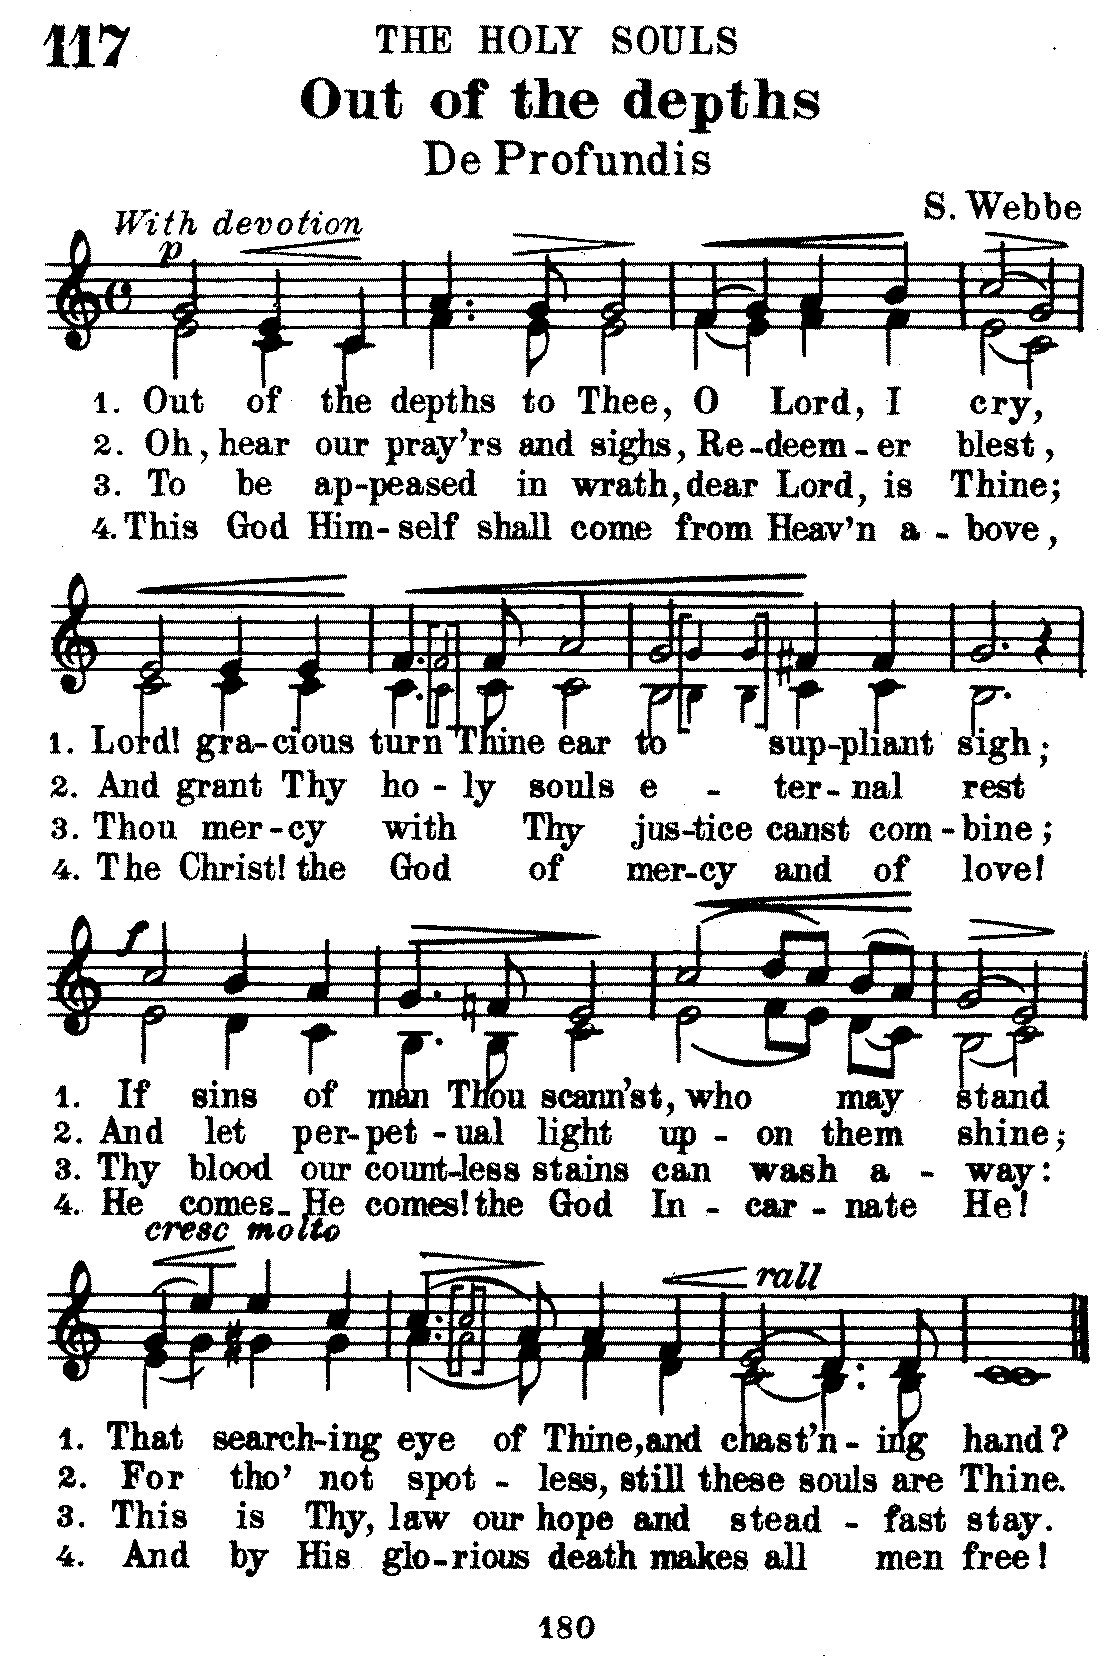 117
THE HOLY SOULS
Out of the depths
De Profundis
S. Webbe
With devotion
p
1. Out of the depths to Thee, O Lord, I cry,
2. Oh, hear our pray'rs and sighs, Re-deem-er blest,
3. To be ap-peased in wrath, dear Lord, is Thine;
4. This God Him-self shall come from Heav'n a-bove,
1. Lord! gra-cious turn Thine ear to sup-pliant sigh;
2. And grant Thy ho-ly souls e-ter-nal rest
3. Thou mer-cy with Thy jus-tice canst com-bine;
4. The Christ! the God of mer-cy and of love!
f
1. If sins of man Thou scann'st, who may stand
2. And let per-pet-ual light up-on them shine;
3. Thy blood our count-less stains can wash a-way:
4. He comes_ He comes! the God In-car-nate He!
cresc molto
rall
1. That search-ing eye of Thine, and chast'n-ing hand?
2. For tho' not spot-less, still these souls are Thine.
3. This is Thy, law our hope and stead-fast stay.
4. And by His glo-rious death makes all men free!
180